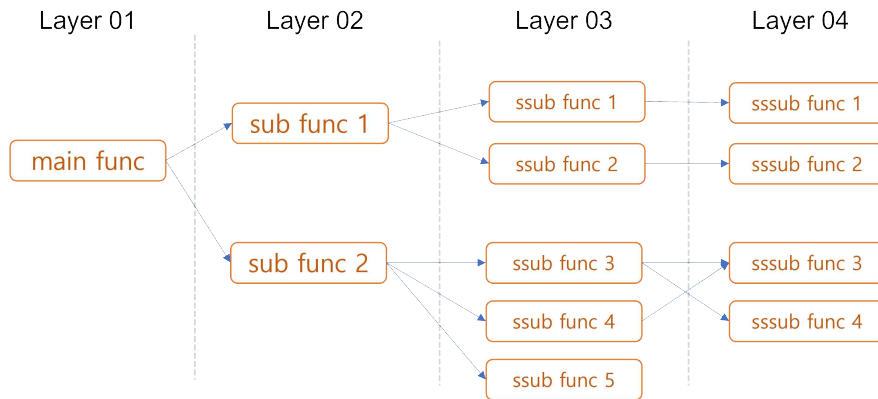 Layer 01
Layer 02
Layer 03
Layer 04
main func
sub func 1
sub func 2
ssub func 1
ssub func 2
ssub func 3
ssub func 4
ssub func 5
sssub func 1
sssub func 2
sssub func 3
sssub func 4